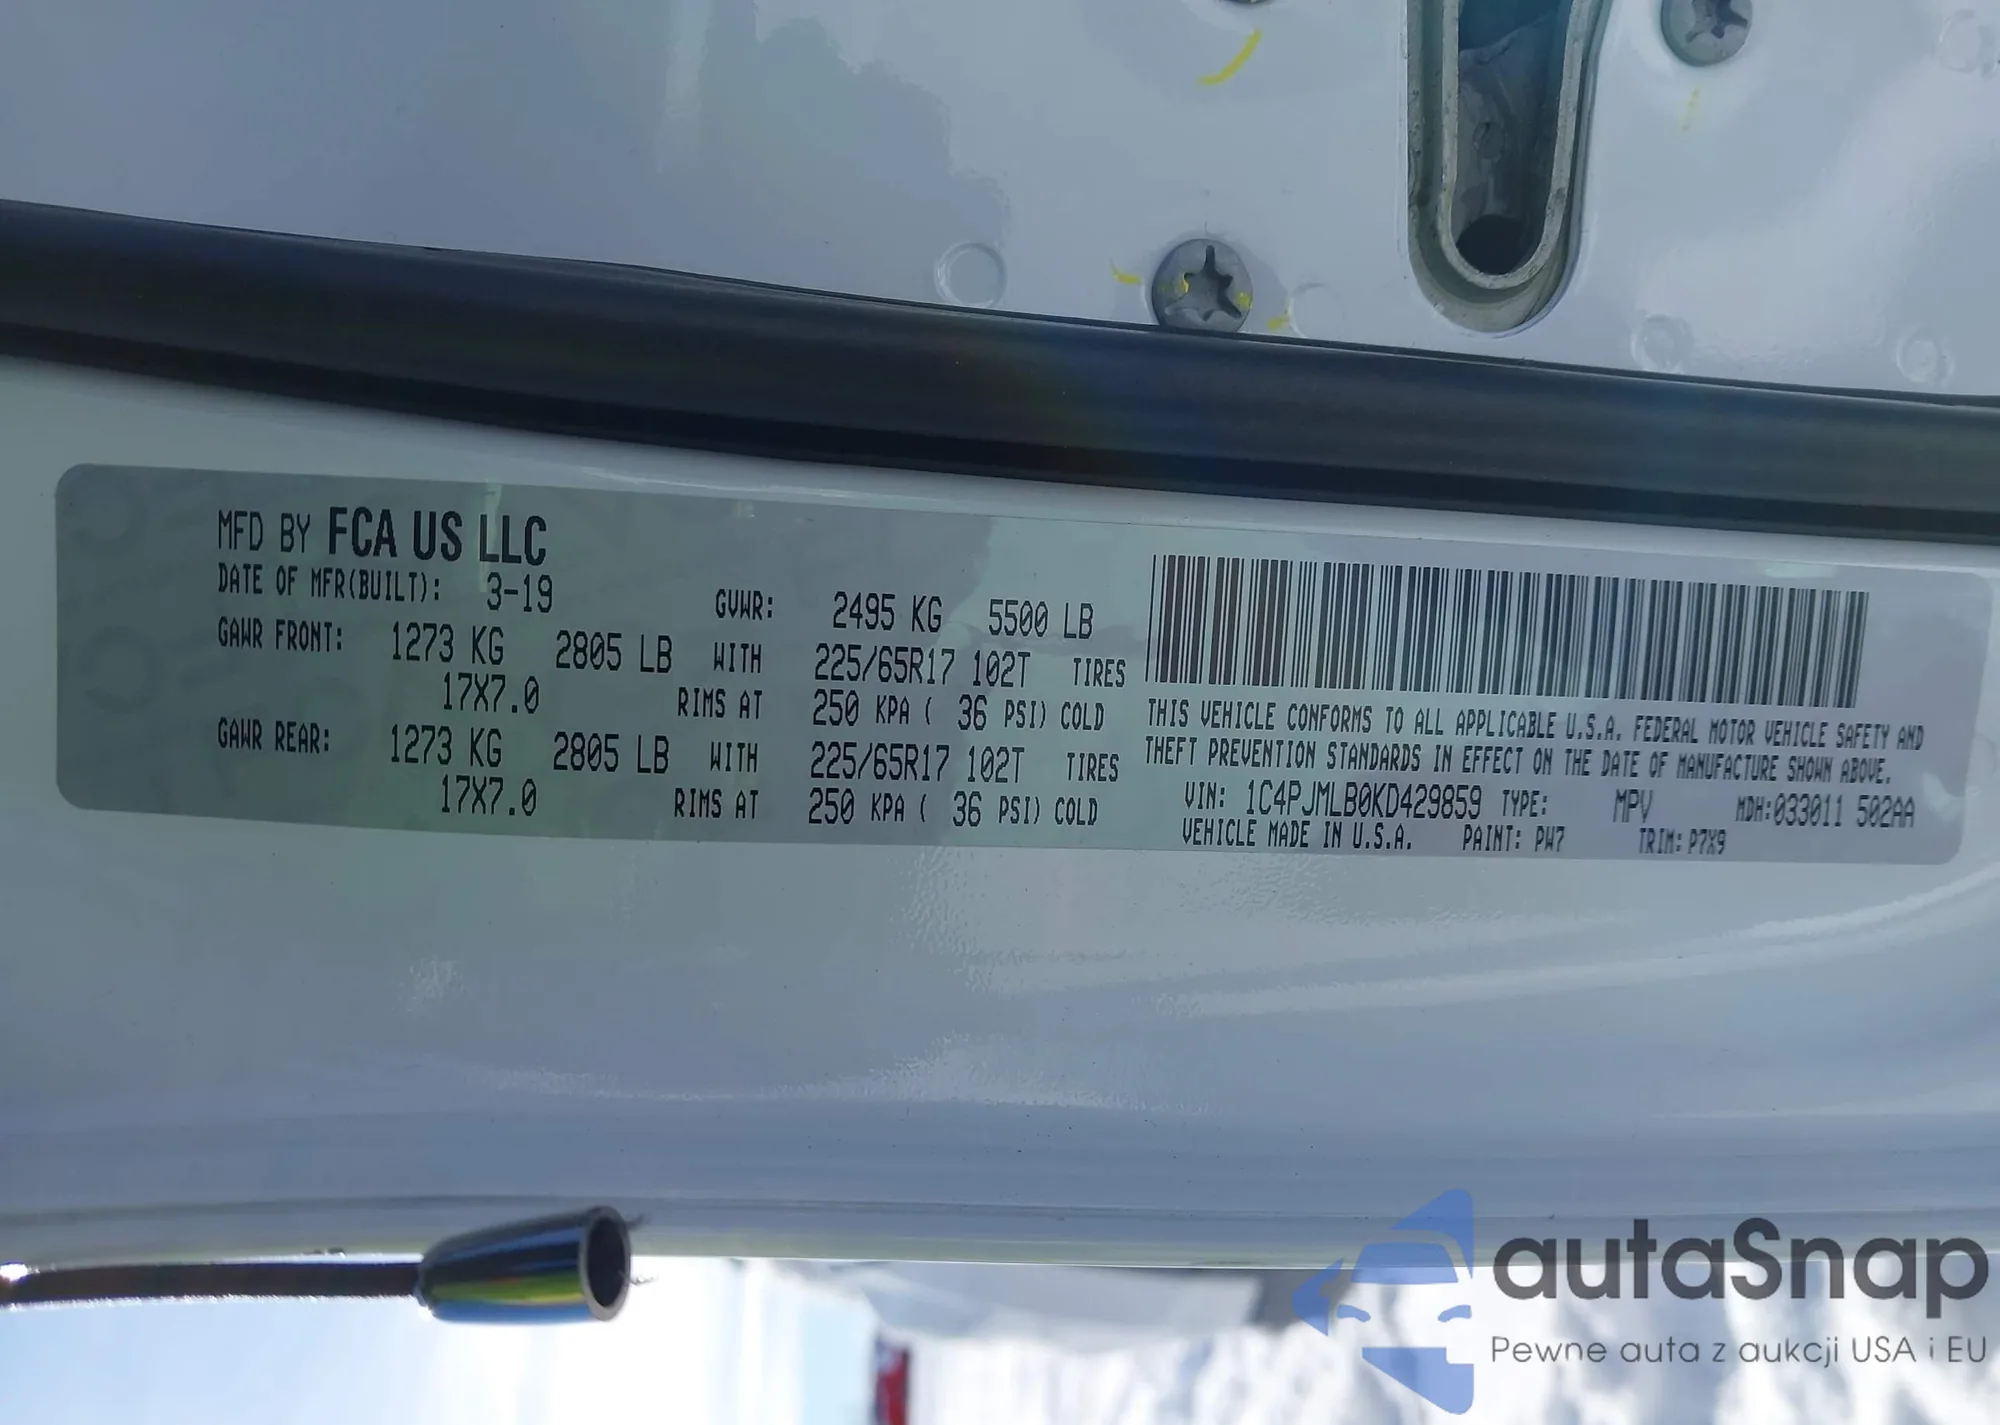 MFD BY FCA US LLC
DATE OF MFR(BUILT): 3-19 GVWR: 2495 KG 5500 LB
GAWR FRONT: 1273 KG 2805 LB WITH 225/65R17 102T TIRES
17X7.0 RIMS AT 250 KPA ( 36 PSI) COLD
GAWR REAR: 1273 KG 2805 LB WITH 225/65R17 102T TIRES
17X7.0 RIMS AT 250 KPA ( 36 PSI) COLD
THIS VEHICLE CONFORMS TO ALL APPLICABLE U.S.A. FEDERAL MOTOR VEHICLE SAFETY AND
THEFT PREVENTION STANDARDS IN EFFECT ON THE DATE OF MANUFACTURE SHOWN ABOVE.
VIN: 1C4PJMLB0KD429859 TYPE: MPV MDH:033011 502AA
VEHICLE MADE IN U.S.A. PAINT: PW7 TRIM: P7X9
autaSnap
Pewne auta z aukcji USA i EU